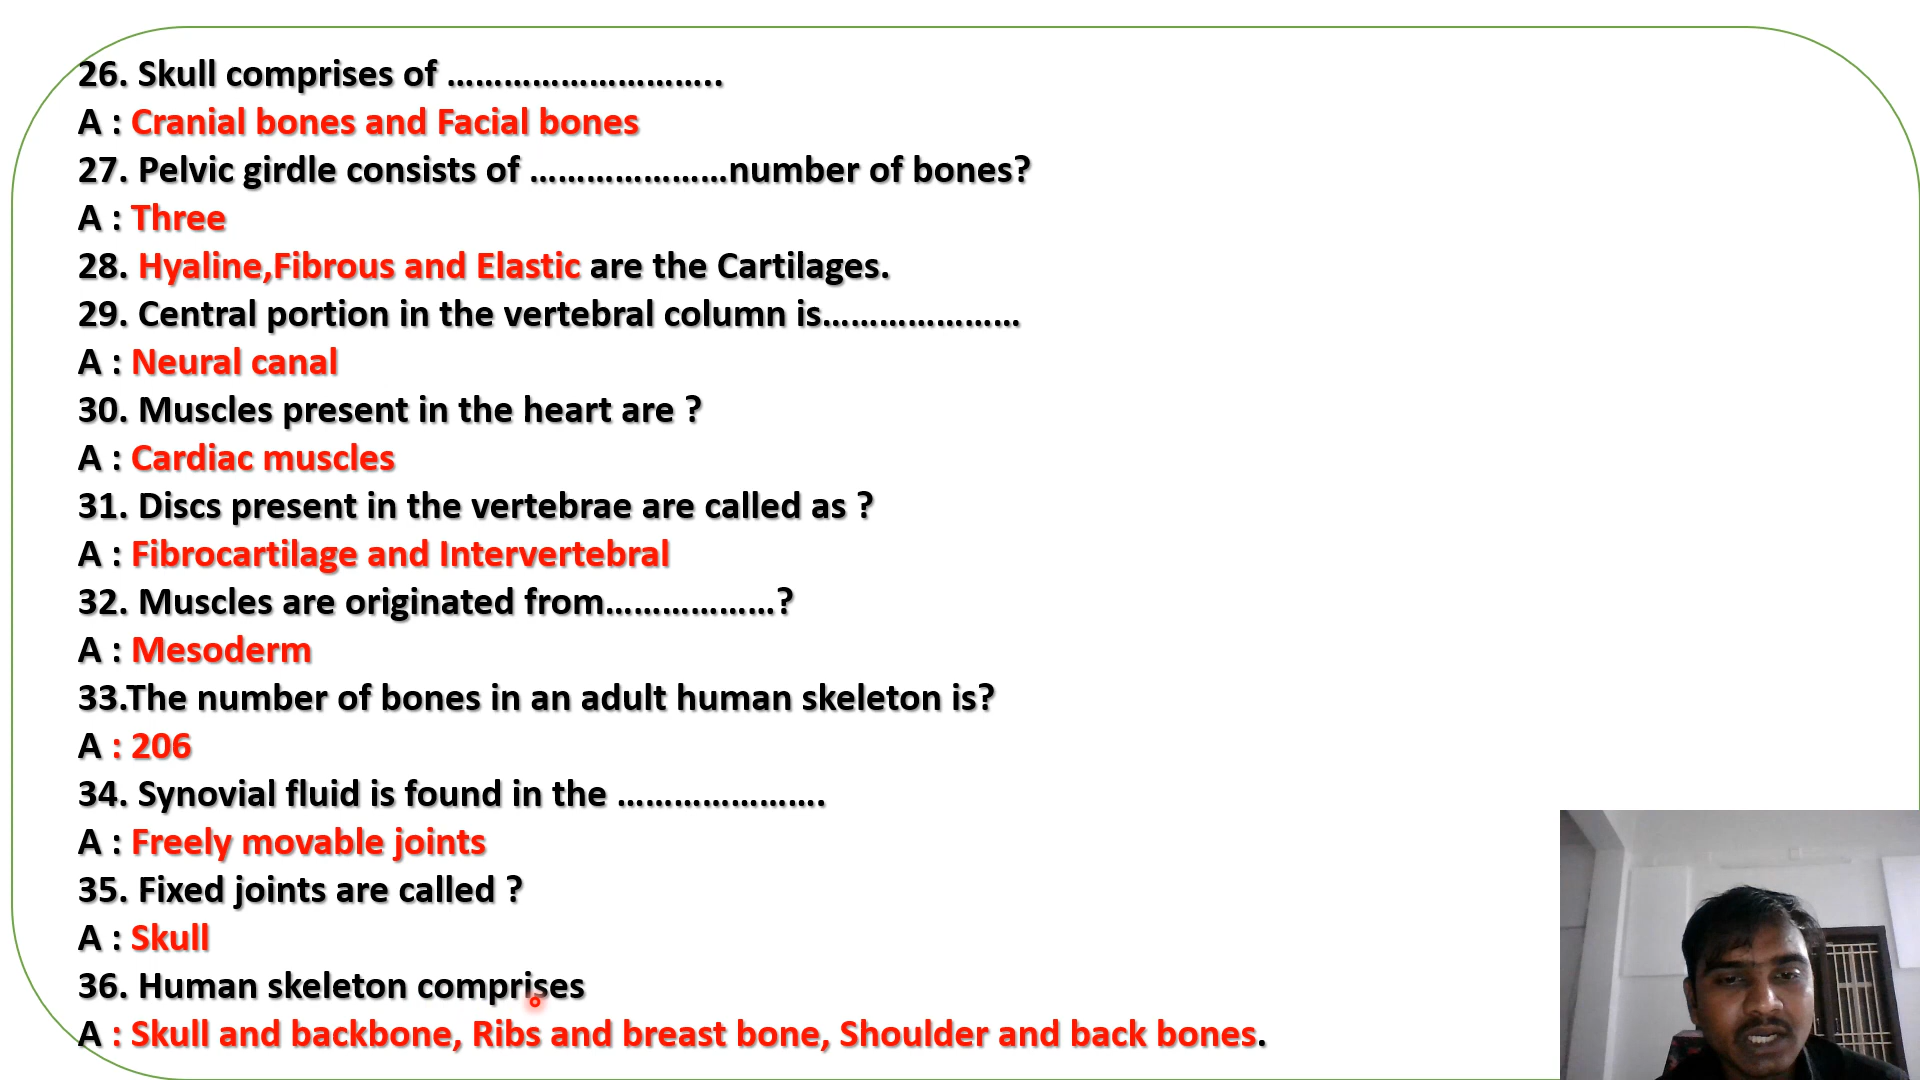 26. Skull comprises of ………………………..
A : Cranial bones and Facial bones
27. Pelvic girdle consists of …………………number of bones?
A : Three
28. Hyaline,Fibrous and Elastic are the Cartilages.
29. Central portion in the vertebral column is…………………
A : Neural canal
30. Muscles present in the heart are ?
A : Cardiac muscles
31. Discs present in the vertebrae are called as ?
A : Fibrocartilage and Intervertebral
32. Muscles are originated from………………?
A : Mesoderm
33.The number of bones in an adult human skeleton is?
A : 206
34. Synovial fluid is found in the ………………….
A : Freely movable joints
35. Fixed joints are called ?
A : Skull
36. Human skeleton comprises
A : Skull and backbone, Ribs and breast bone, Shoulder and back bones.